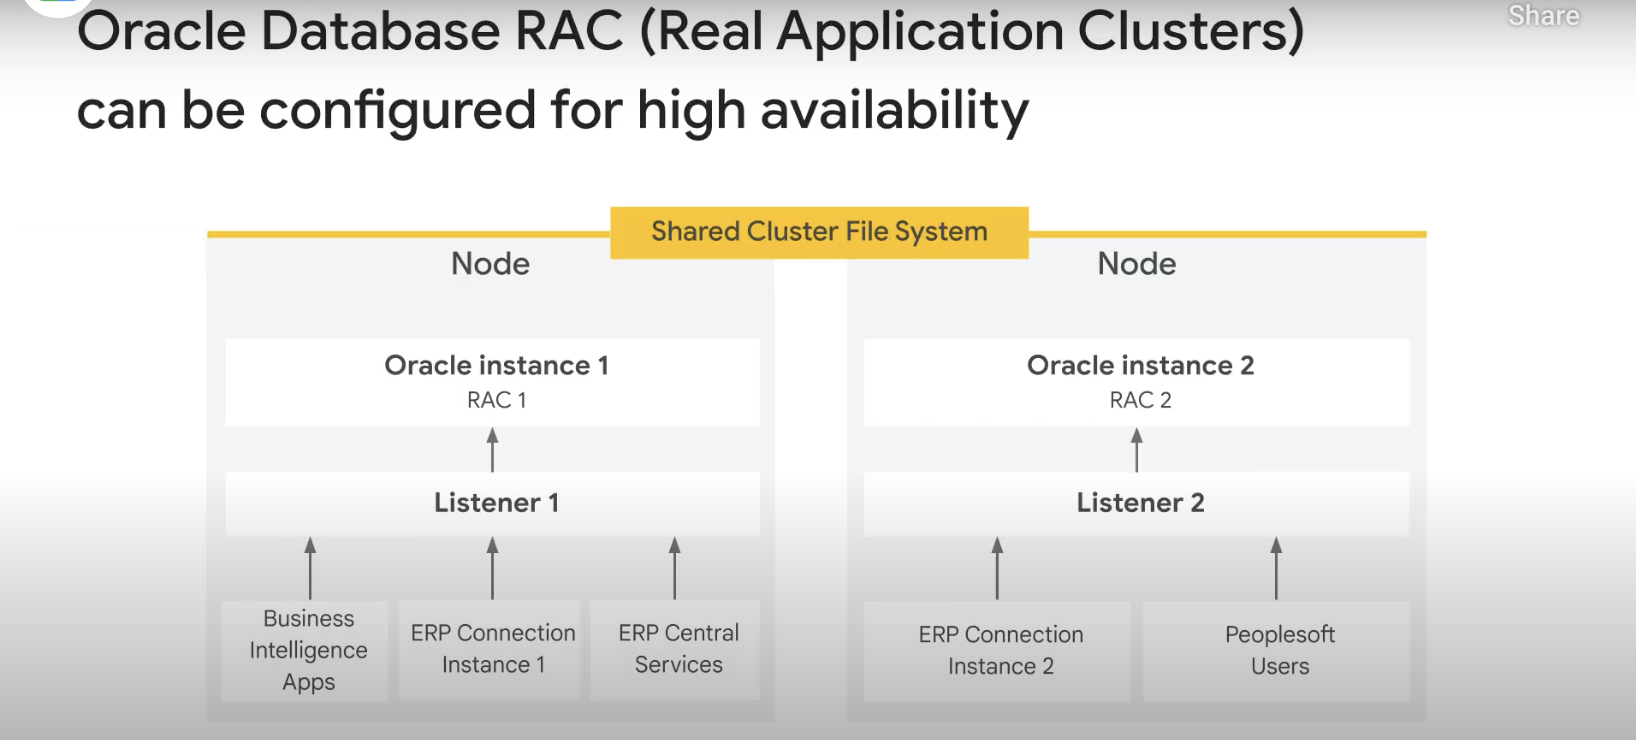 Share
Oracle Database RAC (Real Application Clusters)
can be configured for high availability
Shared Cluster File System
Node
Oracle instance 1
RAC 1
Listener 1
Business
Intelligence
Apps
ERP Connection
Instance 1
ERP Central
Services
Node
Oracle instance 2
RAC 2
Listener 2
ERP Connection
Instance 2
Peoplesoft
Users